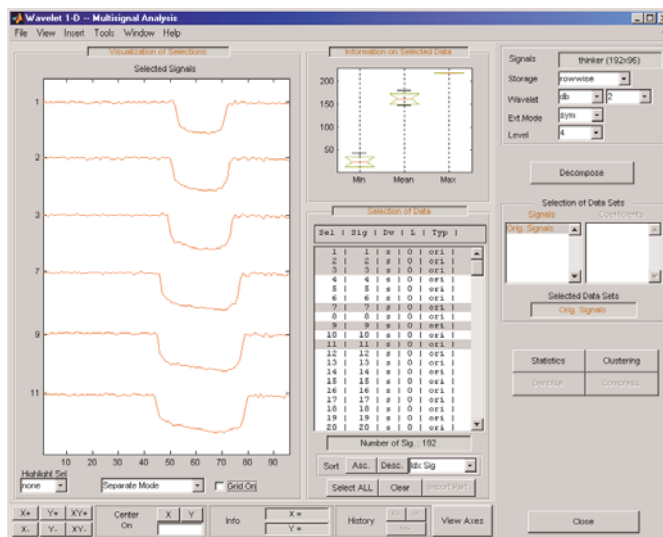 Wavelet 1-D -- Multisignal Analysis
File View Insert Tools Window Help
Visualization of Selections
Selected Signals
1
2
3
7
9
11
10 20 30 40 50 60 70 80 90
Highlight Sel
none
Separate Mode
Grid On
Information on Selected Data
200
150
100
50
Min Mean Max
Selection of Data
Sel | Sig | Dw | L | Typ |
1 | 1 | s | 0 | ori |
2 | 2 | s | 0 | ori |
3 | 3 | s | 0 | ori |
4 | 4 | s | 0 | ori |
5 | 5 | s | 0 | ori |
6 | 6 | s | 0 | ori |
7 | 7 | s | 0 | ori |
8 | 8 | s | 0 | ori |
9 | 9 | s | 0 | ori |
10 | 10 | s | 0 | ori |
11 | 11 | s | 0 | ori |
12 | 12 | s | 0 | ori |
13 | 13 | s | 0 | ori |
14 | 14 | s | 0 | ori |
15 | 15 | s | 0 | ori |
16 | 16 | s | 0 | ori |
17 | 17 | s | 0 | ori |
18 | 18 | s | 0 | ori |
19 | 19 | s | 0 | ori |
20 | 20 | s | 0 | ori |
Number of Sig. : 192
Sort Asc. Desc. Idx Sig
Select ALL Clear Import Part
Signals thinker (192x96)
Storage rowwise
Wavelet db 2
Ext.Mode sym
Level 4
Decompose
Selection of Data Sets
Signals Coefficients
Orig. Signals
Selected Data Sets
Orig. Signals
Statistics Clustering
Denoise Compress
X+ Y+ XY+
X- Y- XY-
Center On
X Y
Info
X =
Y =
History
View Axes
Close